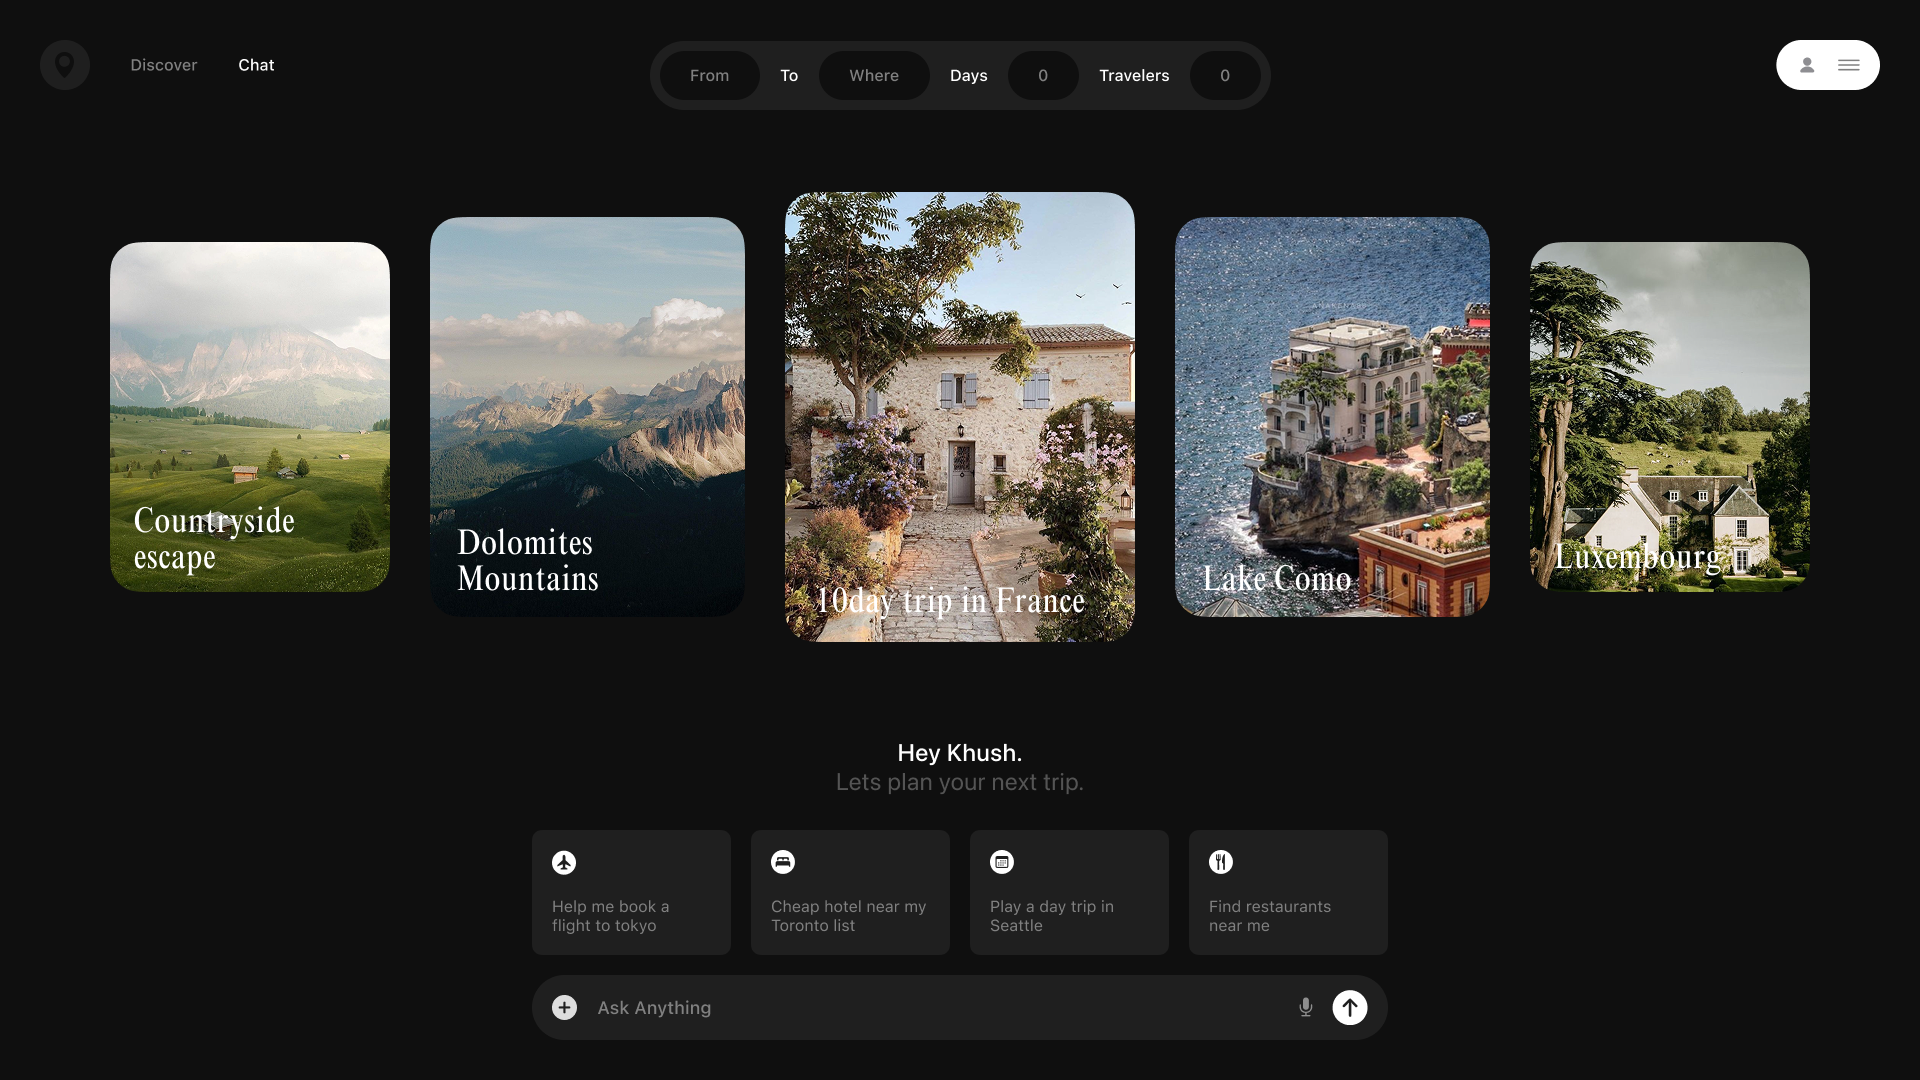 Discover
Chat
From
To
Where
Days
0
Travelers
0
Countryside
escape
Dolomites
Mountains
10day trip in France
Lake Como
Luxembourg
Hey Khush.
Lets plan your next trip.
Help me book a
flight to tokyo
Cheap hotel near my
Toronto list
Play a day trip in
Seattle
Find restaurants
near me
Ask Anything